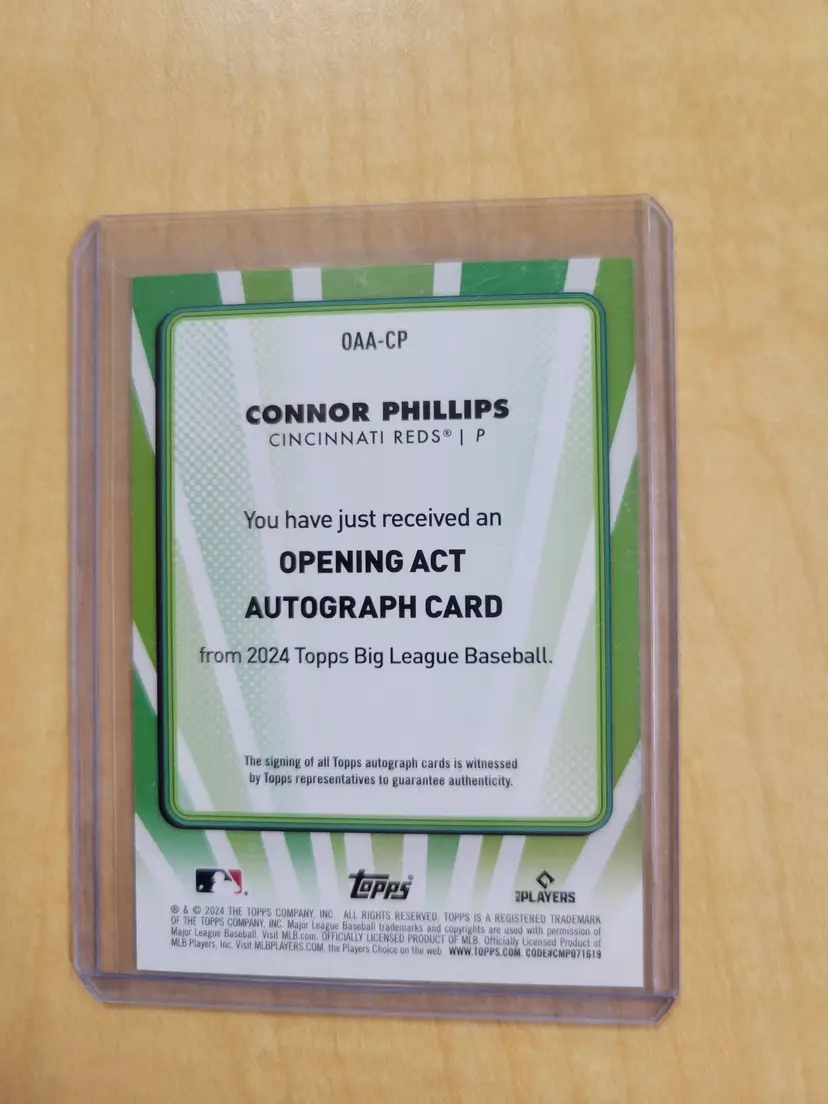 OAA-CP
CONNOR PHILLIPS
CINCINNATI REDS® | P
You have just received an
OPENING ACT
AUTOGRAPH CARD
from 2024 Topps Big League Baseball.
The signing of all Topps autograph cards is witnessed
by Topps representatives to guarantee authenticity.
Topps®
MLB PLAYERS
® & © 2024 THE TOPPS COMPANY, INC. ALL RIGHTS RESERVED. TOPPS IS A REGISTERED TRADEMARK
OF THE TOPPS COMPANY, INC. Major League Baseball trademarks and copyrights are used with permission of
Major League Baseball. Visit MLB.com. OFFICIALLY LICENSED PRODUCT OF MLB. Officially Licensed Product of
MLB Players, Inc. Visit MLBPLAYERS.COM, the Players Choice on the web. WWW.TOPPS.COM. CODE#CMP071619